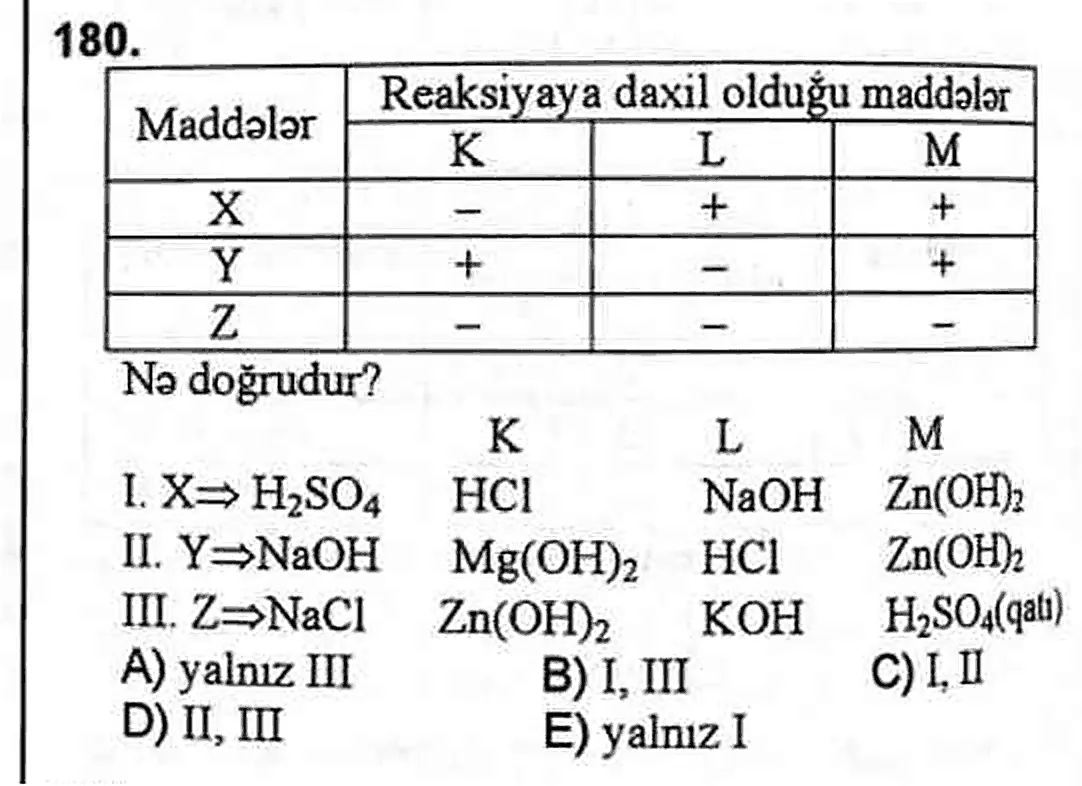 180.
Maddələr Reaksiyaya daxil olduğu maddələr
K L M
X – + +
Y + – +
Z – – –
Nə doğrudur?
K L M
I. X⇒ H₂SO₄ HCl NaOH Zn(OH)₂
II. Y⇒NaOH Mg(OH)₂ HCl Zn(OH)₂
III. Z⇒NaCl Zn(OH)₂ KOH H₂SO₄(qatı)
A) yalnız III B) I, III C) I, II
D) II, III E) yalnız I